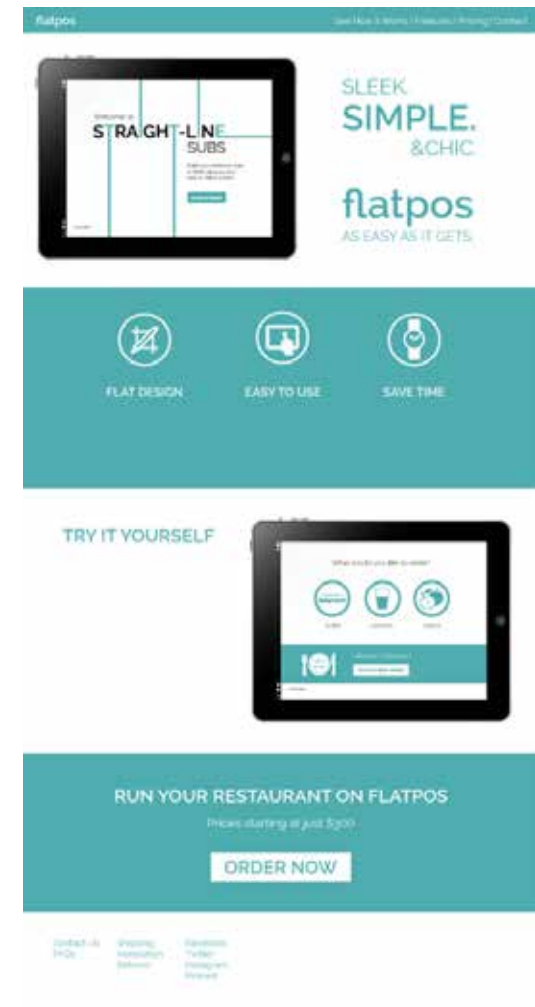 flatpos
See How it Works | Features | Pricing | Contact
SLEEK.
SIMPLE.
&CHIC.
Welcome to
STRAIGHT-LINE
SUBS
flatpos
AS EASY AS IT GETS.
FLAT DESIGN
EASY TO USE
SAVE TIME
TRY IT YOURSELF
What would you like to order?
RUN YOUR RESTAURANT ON FLATPOS
Prices starting at just $300
ORDER NOW
Contact Us
FAQs
Shipping
Installation
Returns
Facebook
Twitter
Instagram
Pinterest